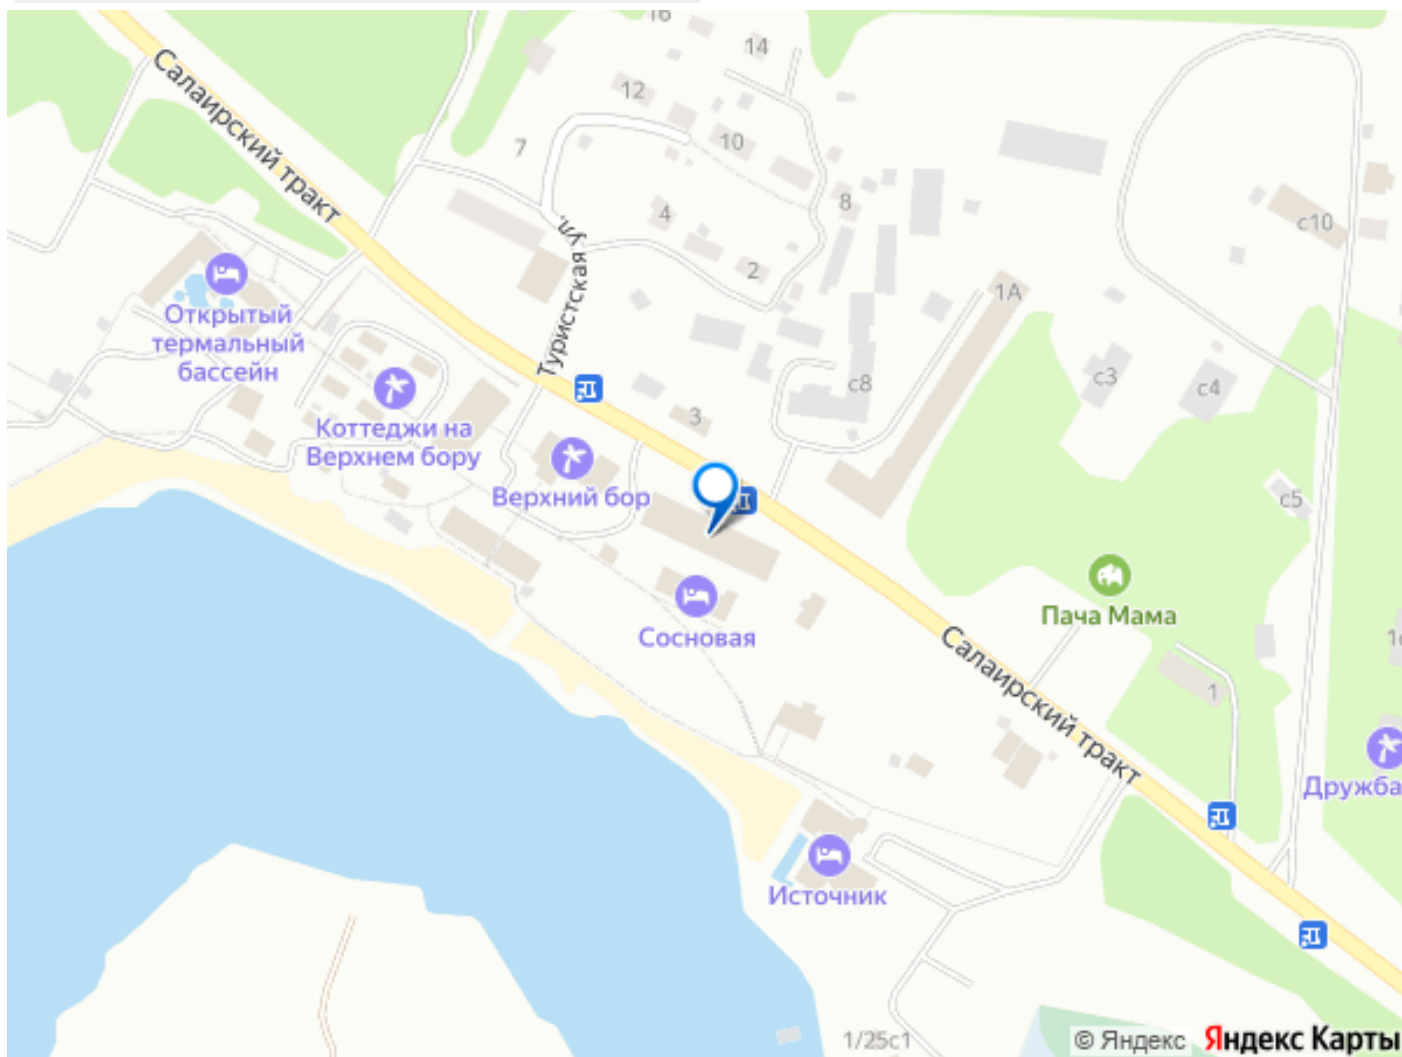 16
14
12
10
7
8
4
2
Салаирский тракт
Туристская ул.
с10
1А
Открытый
термальный
бассейн
Коттеджи на
Верхнем бору
3
с8
с3
с4
Верхний бор
с5
Пача Мама
Сосновая
Салаирский тракт
1
Дружба
Источник
1/25с1
© Яндекс
Яндекс Карты